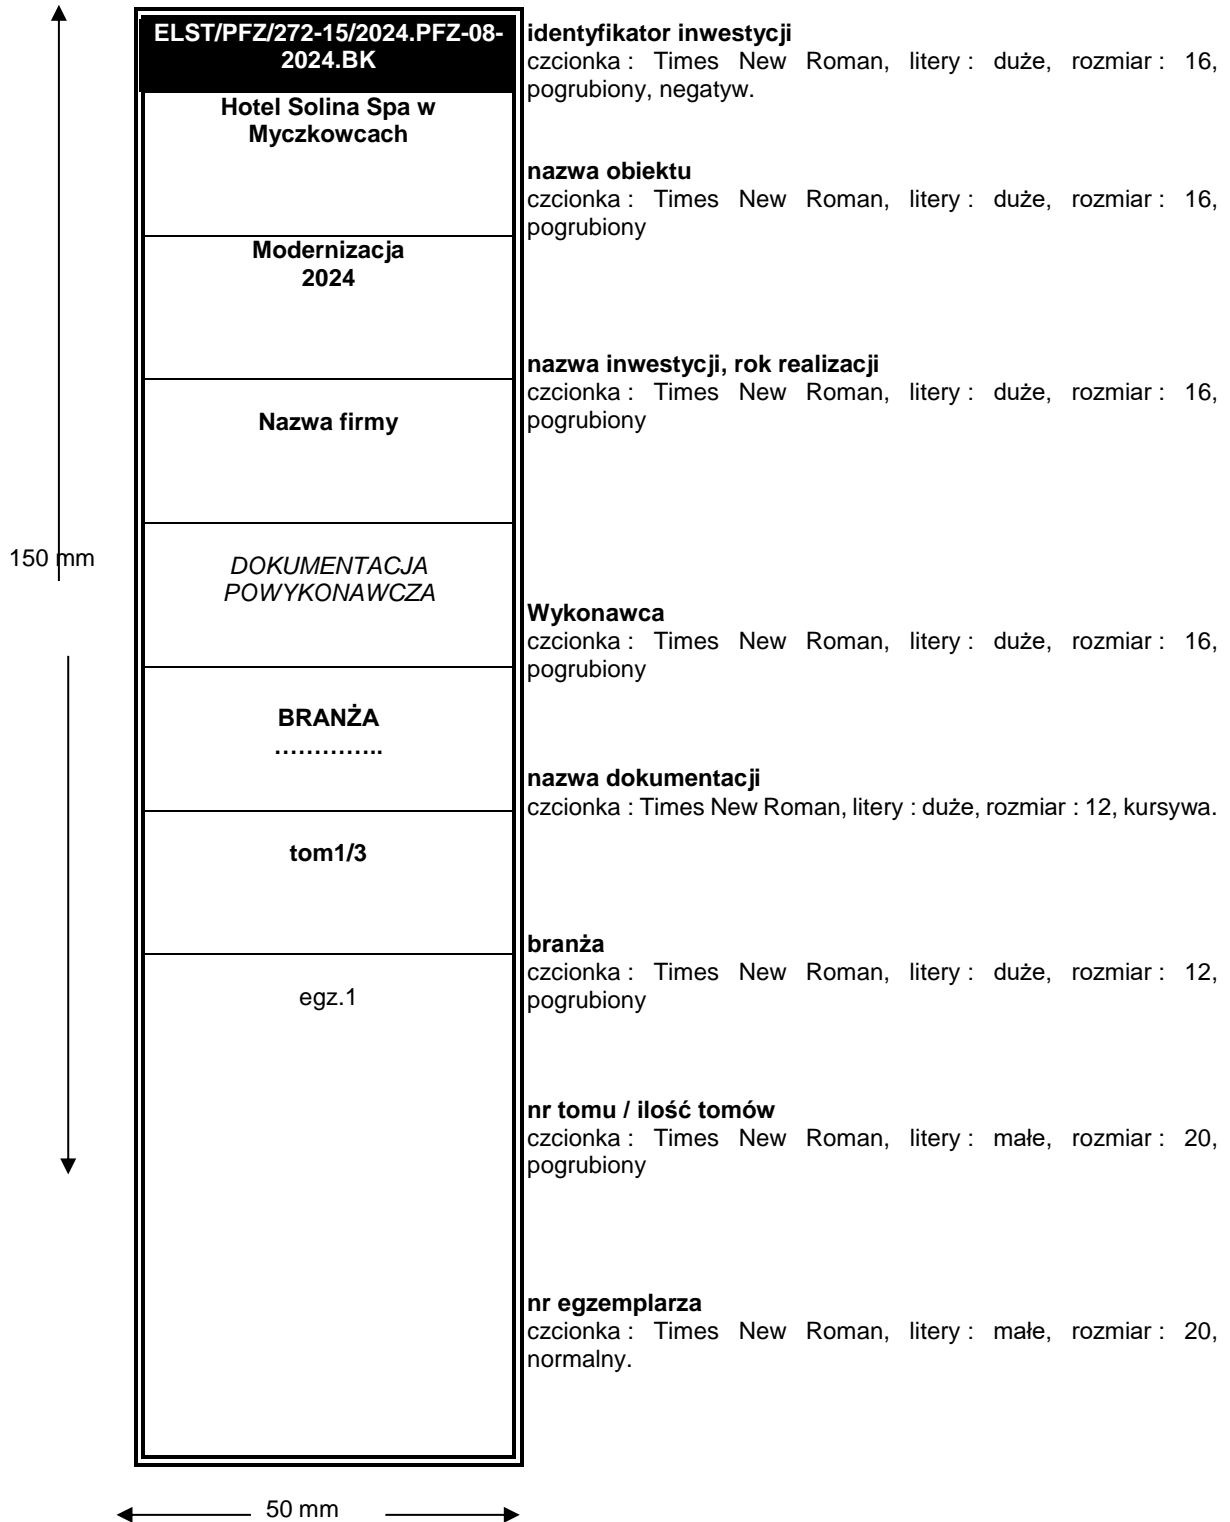 ELST/PFZ/272-15/2024.PFZ-08-
2024.BK
Hotel Solina Spa w
Myczkowcach
Modernizacja
2024
Nazwa firmy
DOKUMENTACJA
POWYKONAWCZA
BRANŻA
…………..
tom1/3
egz.1
150 mm
50 mm
identyfikator inwestycji
czcionka : Times New Roman, litery : duże, rozmiar : 16,
pogrubiony, negatyw.
nazwa obiektu
czcionka : Times New Roman, litery : duże, rozmiar : 16,
pogrubiony
nazwa inwestycji, rok realizacji
czcionka : Times New Roman, litery : duże, rozmiar : 16,
pogrubiony
Wykonawca
czcionka : Times New Roman, litery : duże, rozmiar : 16,
pogrubiony
nazwa dokumentacji
czcionka : Times New Roman, litery : duże, rozmiar : 12, kursywa.
branża
czcionka : Times New Roman, litery : duże, rozmiar : 12,
pogrubiony
nr tomu / ilość tomów
czcionka : Times New Roman, litery : małe, rozmiar : 20,
pogrubiony
nr egzemplarza
czcionka : Times New Roman, litery : małe, rozmiar : 20,
normalny.